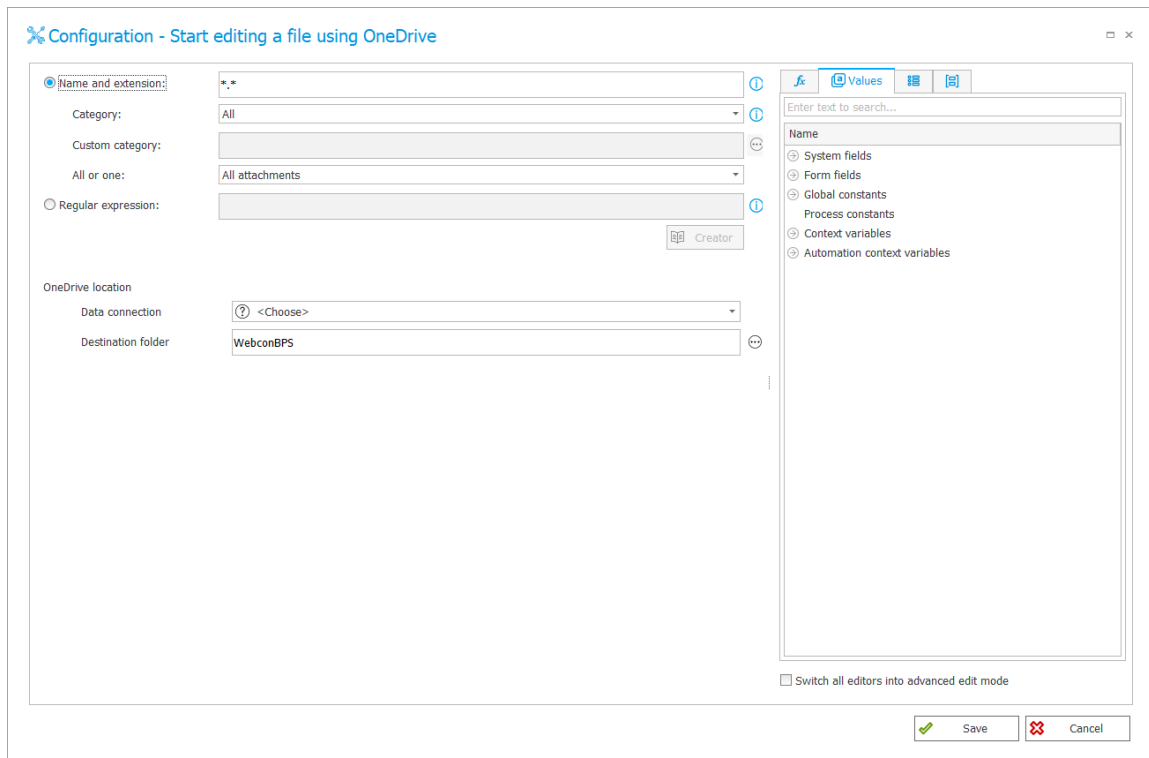 Configuration - Start editing a file using OneDrive
Name and extension:
*.*
Category:
All
Custom category:
All or one:
All attachments
Regular expression:
Creator
OneDrive location
Data connection
<Choose>
Destination folder
WebconBPS
fx
Values
Enter text to search...
Name
System fields
Form fields
Global constants
Process constants
Context variables
Automation context variables
Switch all editors into advanced edit mode
Save
Cancel